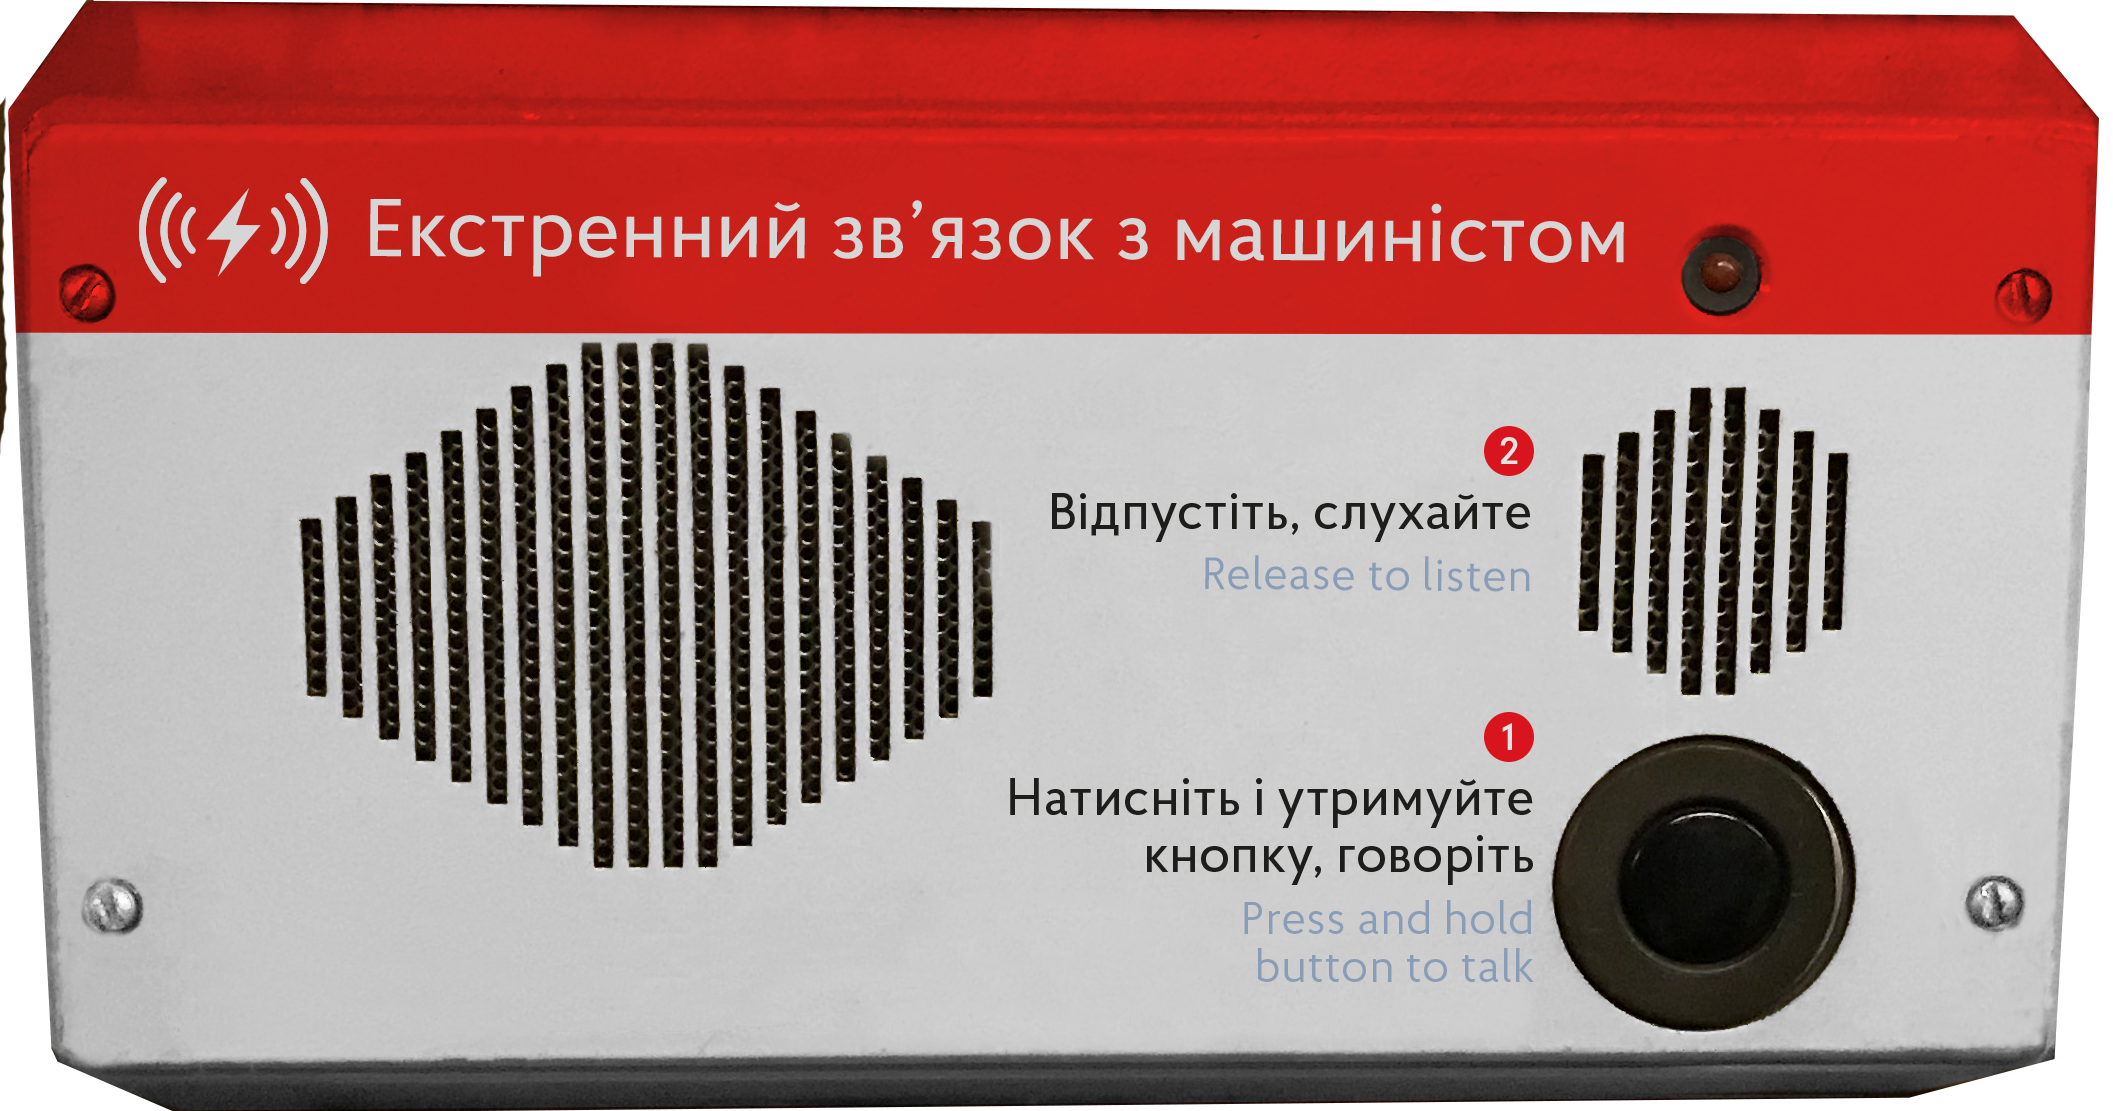 Екстренний зв’язок з машиністом
2
Відпустіть, слухайте
Release to listen
1
Натисніть і утримуйте
кнопку, говоріть
Press and hold
button to talk